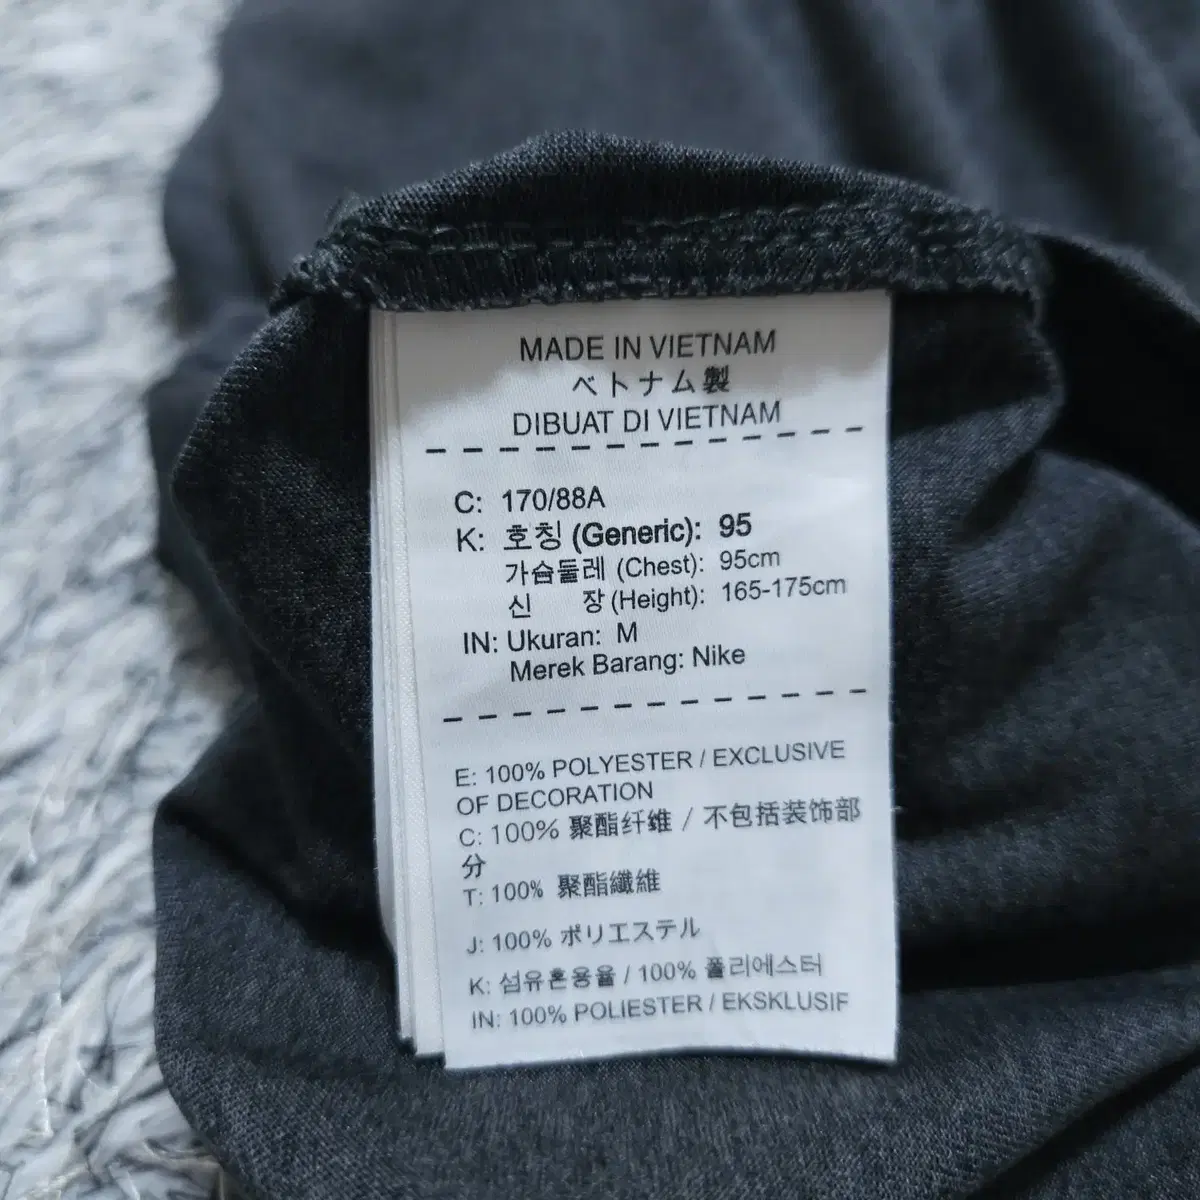 MADE IN VIETNAM
ベトナム製
DIBUAT DI VIETNAM
C: 170/88A
K: 호칭 (Generic): 95
가슴둘레 (Chest): 95cm
신 장 (Height): 165-175cm
IN: Ukuran: M
Merek Barang: Nike
E: 100% POLYESTER / EXCLUSIVE
OF DECORATION
C: 100% 聚酯纤维 / 不包括装饰部
分
T: 100% 聚酯纖維
J: 100% ポリエステル
K: 섬유혼용율 / 100% 폴리에스터
IN: 100% POLIESTER / EKSKLUSIF